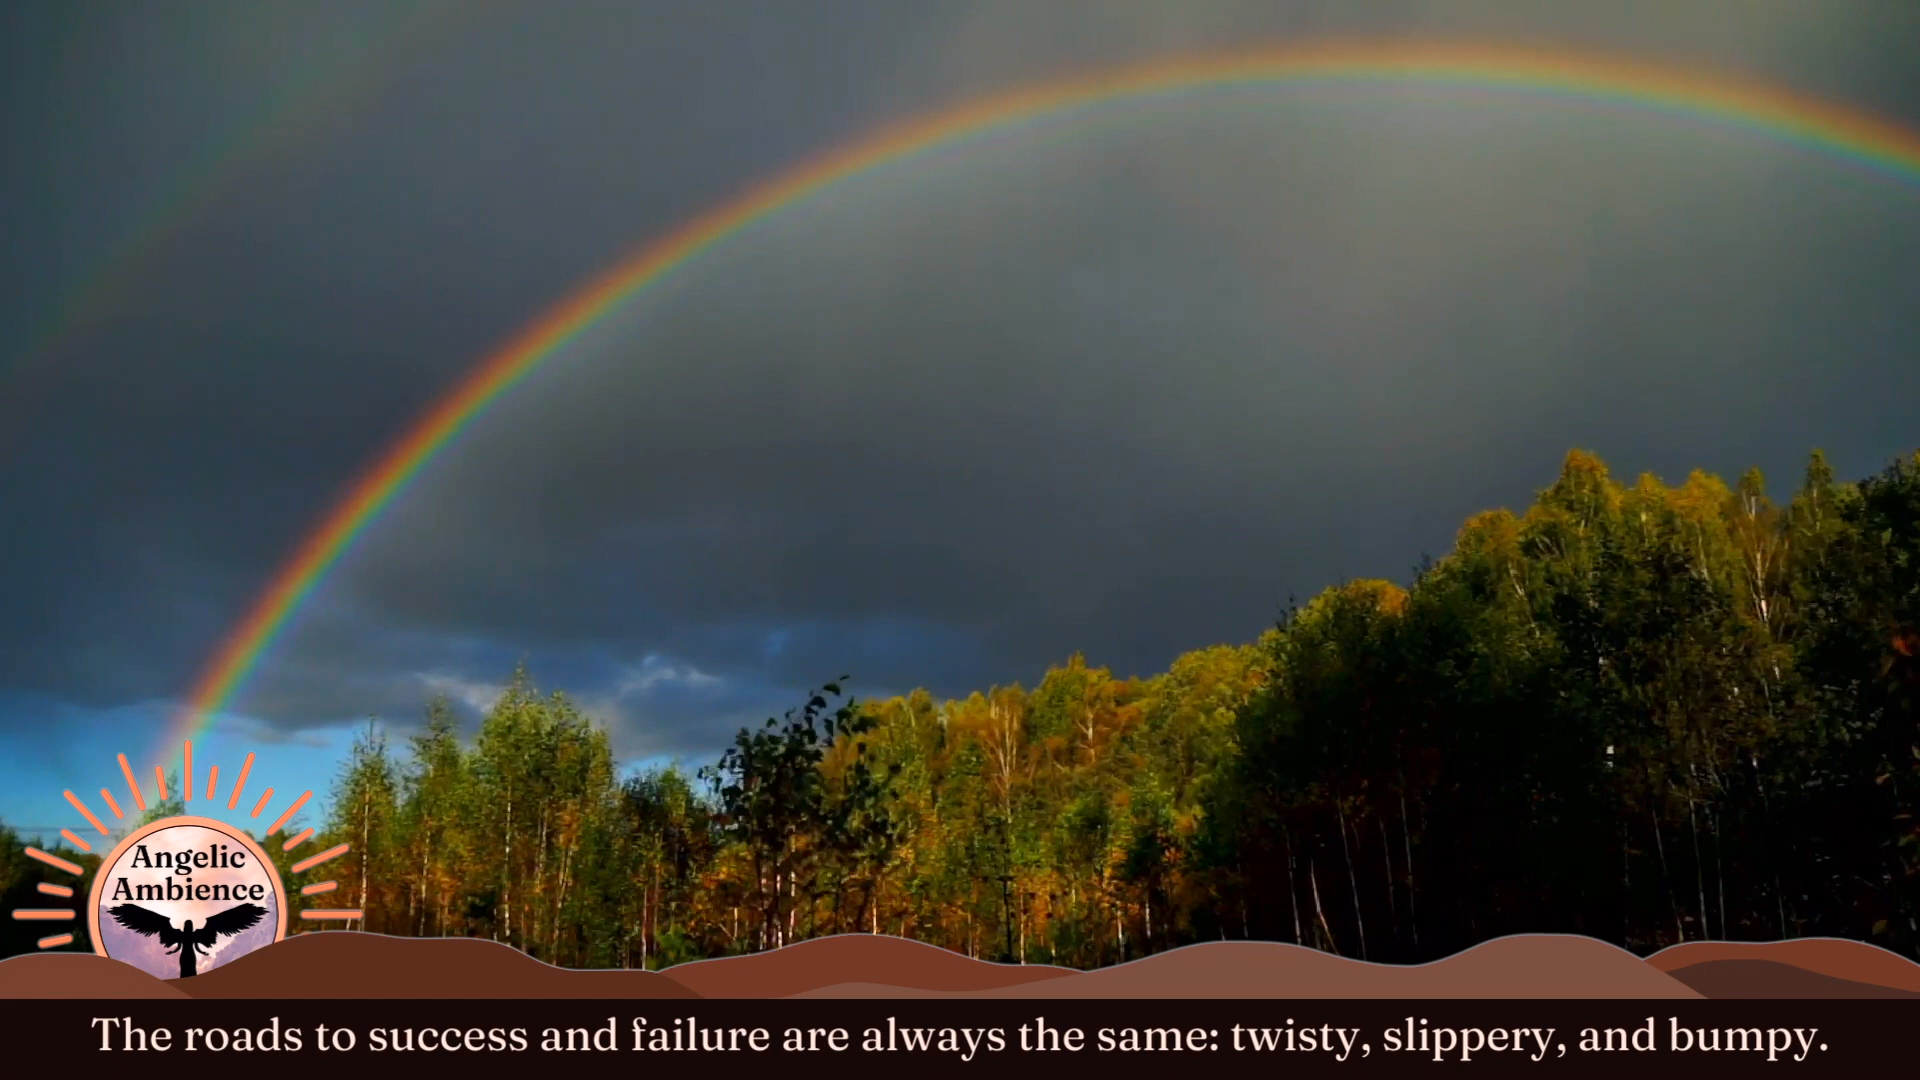 Angelic
Ambience
The roads to success and failure are always the same: twisty, slippery, and bumpy.